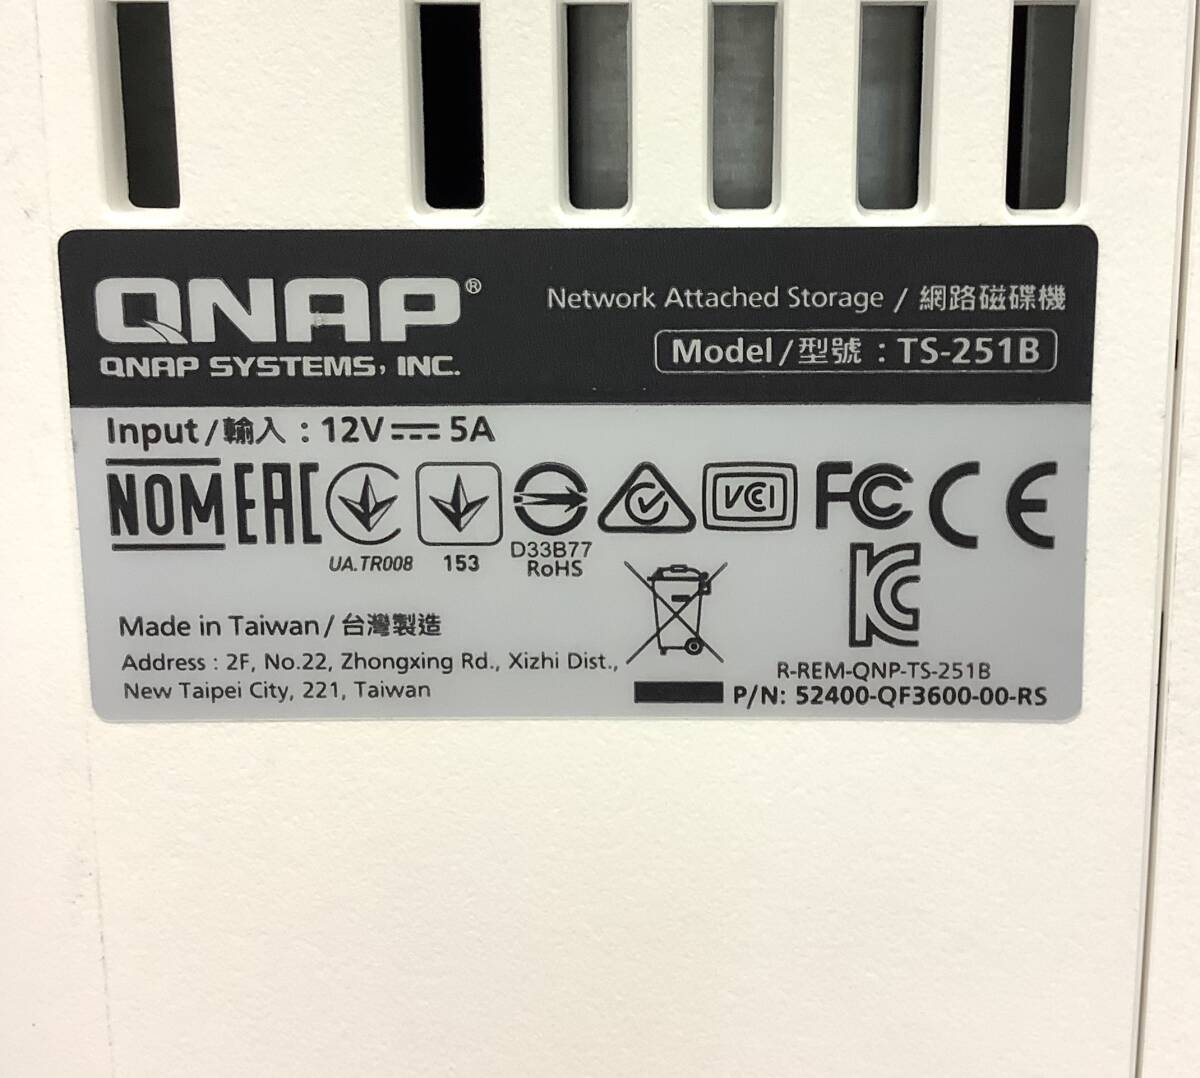 QNAP®
QNAP SYSTEMS, INC.
Network Attached Storage / 網路磁碟機
Model / 型號 : TS-251B
Input / 輸入 : 12V ⎓ 5A
NOM EAC VCI FC CE
UA.TR008 153 D33B77
RoHS
KC
Made in Taiwan / 台灣製造
Address : 2F, No.22, Zhongxing Rd., Xizhi Dist.,
New Taipei City, 221, Taiwan
R-REM-QNP-TS-251B
P/N: 52400-QF3600-00-RS